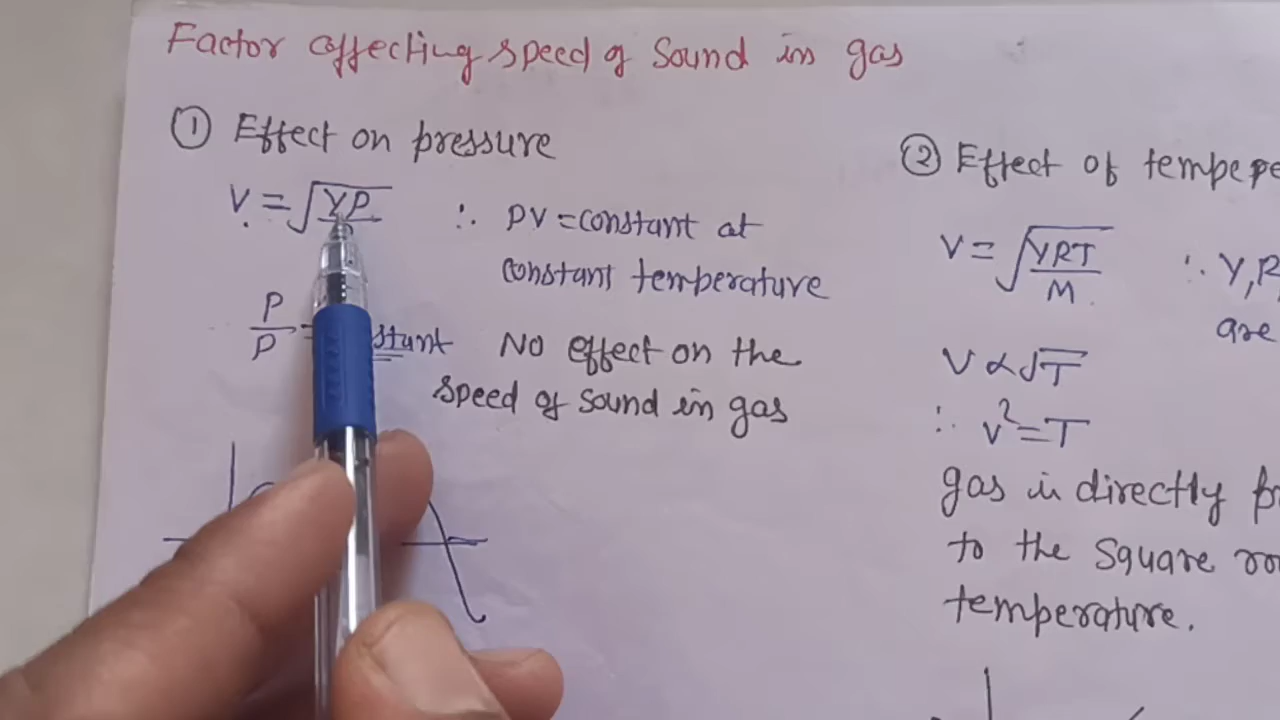 Factor affecting speed of Sound in gas
① Effect on pressure
V = √γP
∴ PV = constant at
constant temperature
P/P =
No effect on the
speed of sound in gas
② Effect of
V = √γRT/M
∵ γ, R,
are
V ∝ √T
∴ v² = T
gas is directly
to the square
temperature.